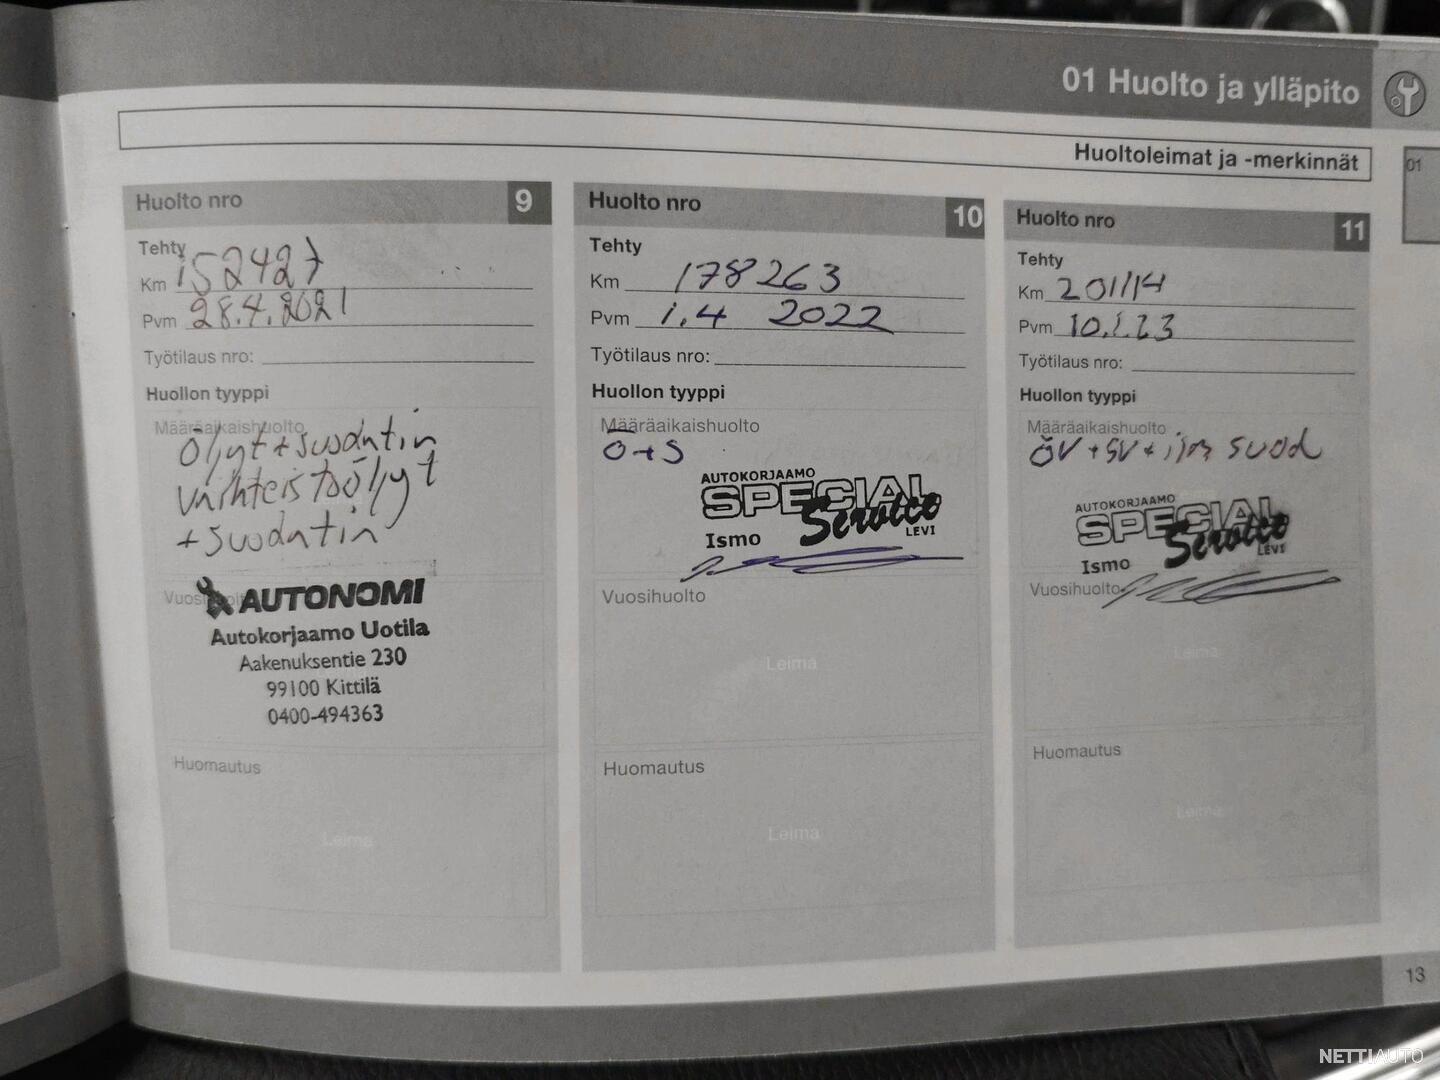 01 Huolto ja ylläpito
Huoltoleimat ja -merkinnät
01
Huolto nro 9
Tehty
Km 152427
Pvm 28.4.2021
Työtilaus nro:
Huollon tyyppi
Määräaikaishuolto
Öljyt + suodatin
vaihteistoöljyt
+ suodatin
Vuosihuolto
AUTONOMI
Autokorjaamo Uotila
Aakenuksentie 230
99100 Kittilä
0400-494363
Huomautus
Leima
Huolto nro 10
Tehty
Km 178263
Pvm 1.4 2022
Työtilaus nro:
Huollon tyyppi
Määräaikaishuolto
Ö+S
AUTOKORJAAMO
SPECIAL
Service
LEVI
Ismo
Vuosihuolto
Leima
Huomautus
Leima
Huolto nro 11
Tehty
Km 201114
Pvm 10.1.23
Työtilaus nro:
Huollon tyyppi
Määräaikaishuolto
ÖV + SV + ilm suod
AUTOKORJAAMO
SPECIAL
Service
LEVI
Ismo
Vuosihuolto
Leima
Huomautus
Leima
13
NETTIAUTO